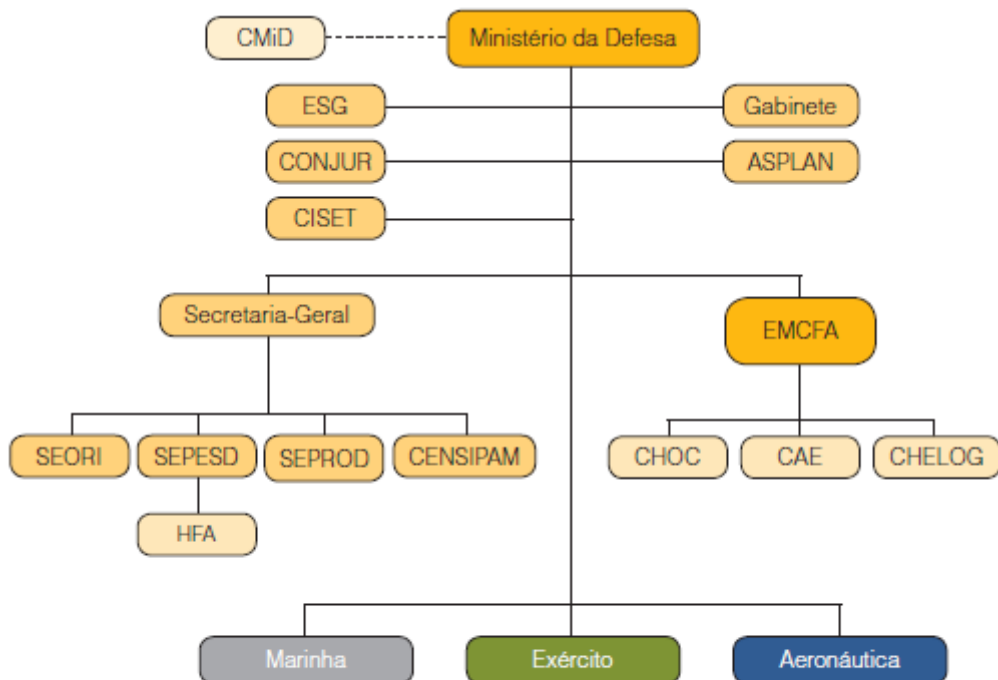 CMiD
Ministério da Defesa
ESG
Gabinete
CONJUR
ASPLAN
CISET
Secretaria-Geral
EMCFA
SEORI
SEPESD
SEPROD
CENSIPAM
CHOC
CAE
CHELOG
HFA
Marinha
Exército
Aeronáutica